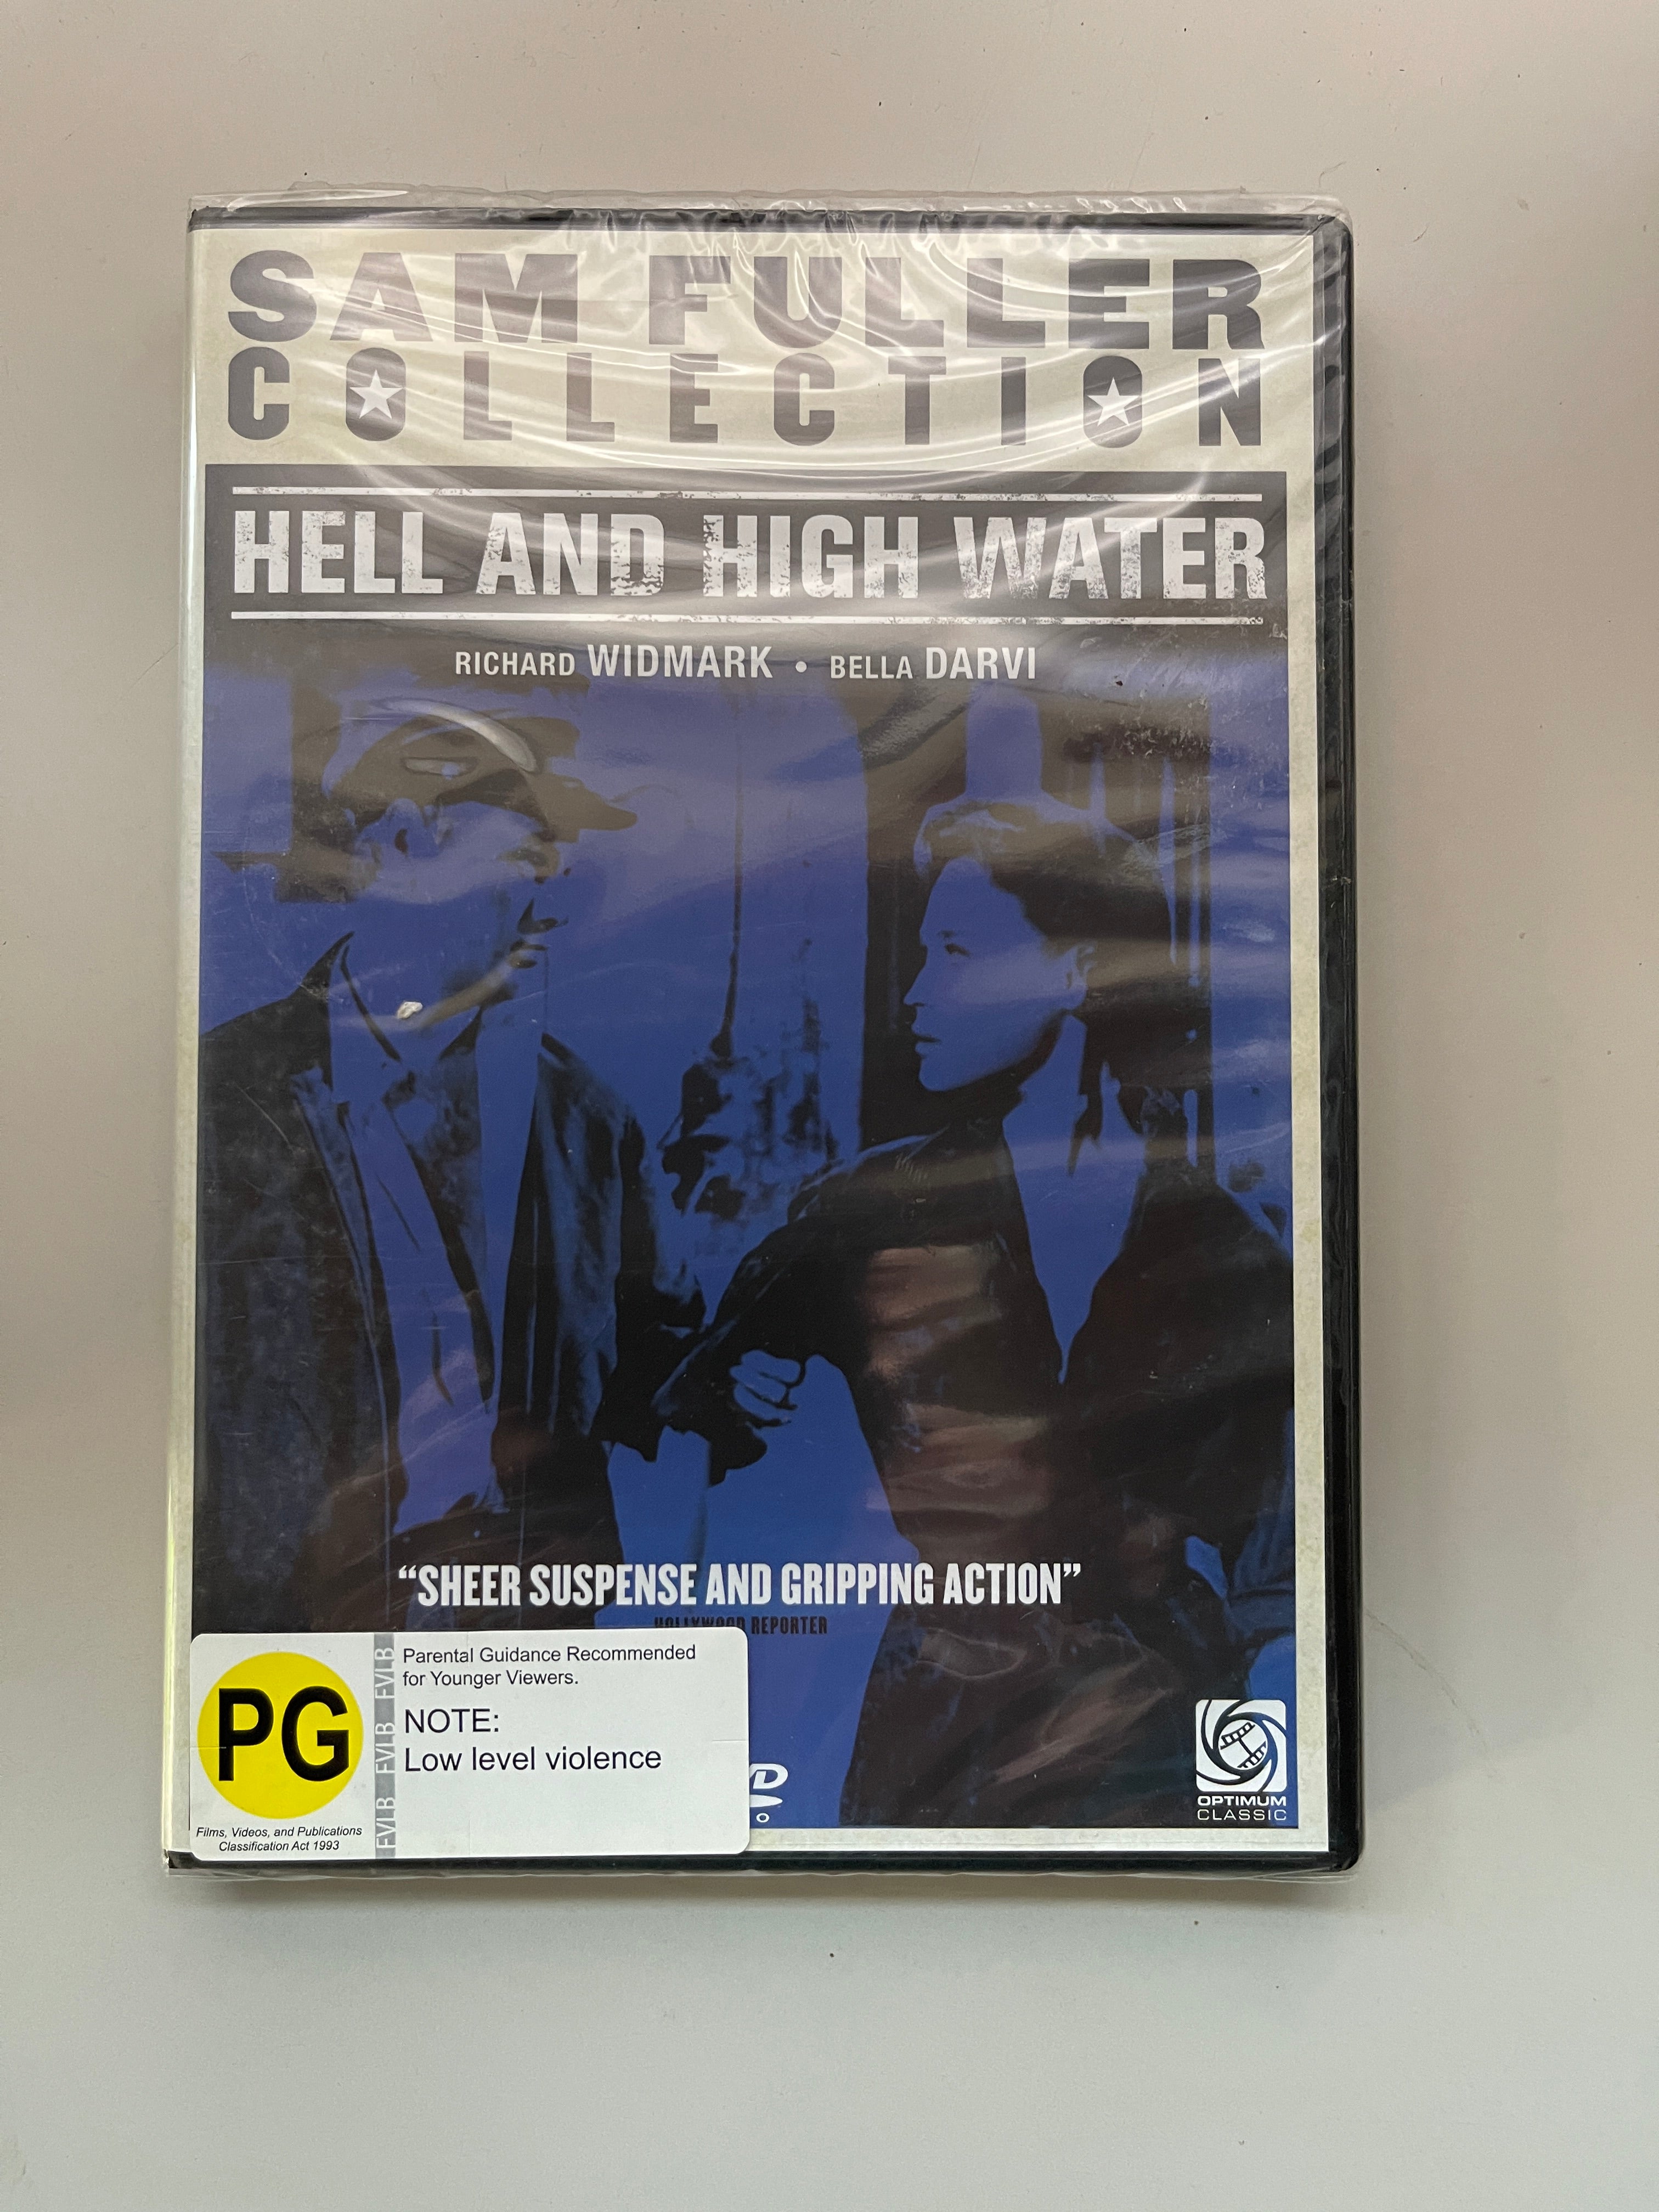 SAM FULLER
COLLECTION
HELL AND HIGH WATER
RICHARD WIDMARK • BELLA DARVI
“SHEER SUSPENSE AND GRIPPING ACTION”
HOLLYWOOD REPORTER
PG
Films, Videos, and Publications
Classification Act 1993
FVLB FVLB FVLB
Parental Guidance Recommended
for Younger Viewers.
NOTE:
Low level violence
OPTIMUM
CLASSIC